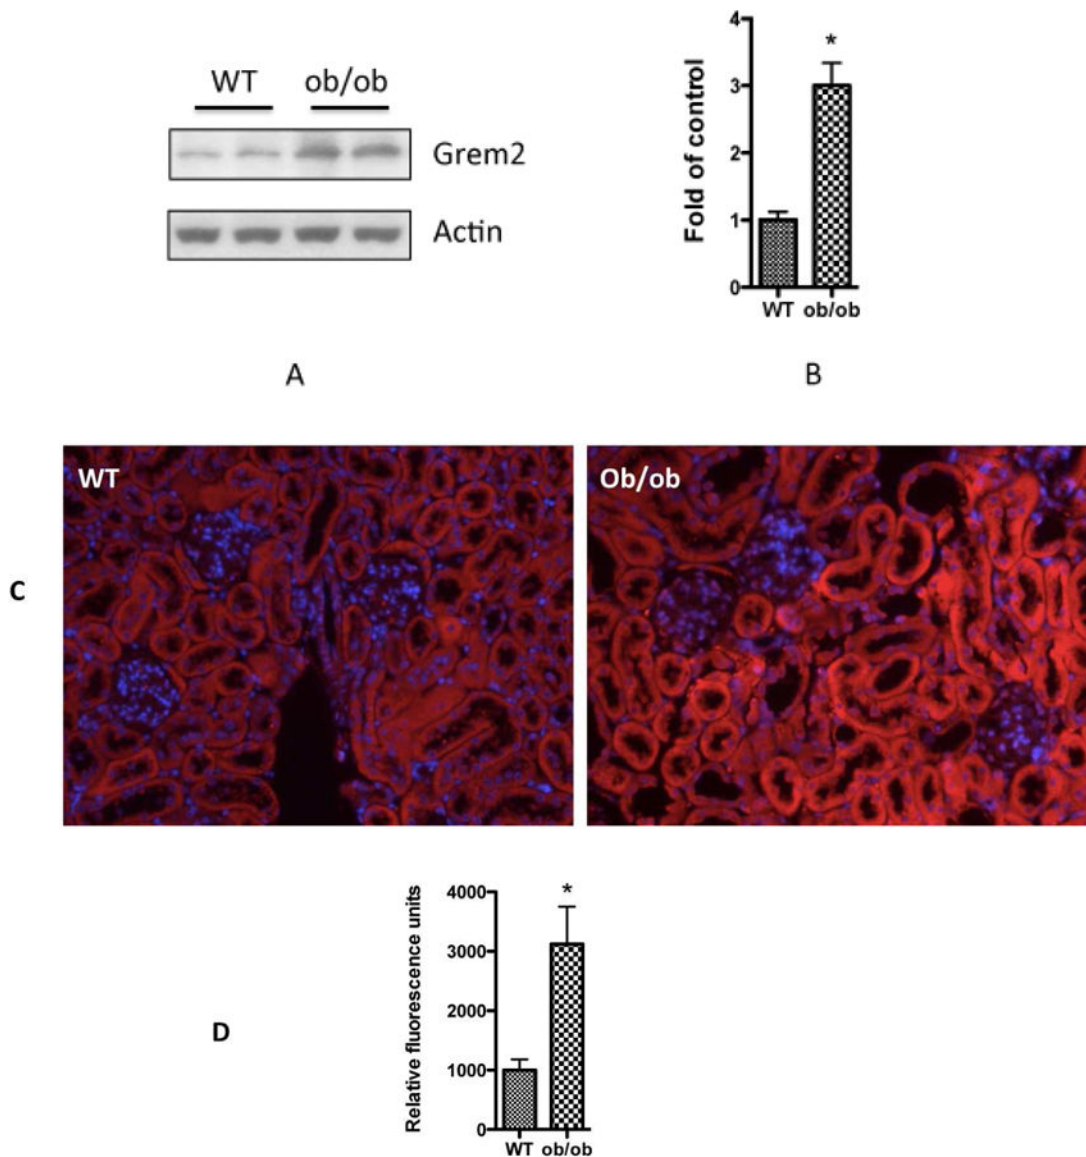 WT ob/ob
Grem2
Actin
A
Fold of control
4
3
2
1
0
*
WT ob/ob
B
C
WT
Ob/ob
D
Relative fluorescence units
4000
3000
2000
1000
0
*
WT ob/ob